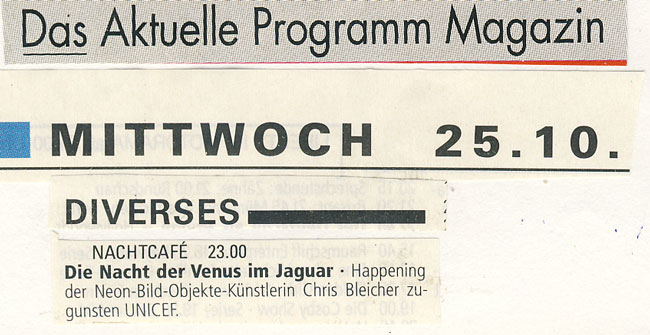 Das Aktuelle Programm Magazin
MITTWOCH 25.10.
DIVERSES
NACHTCAFÉ 23.00
Die Nacht der Venus im Jaguar · Happening
der Neon-Bild-Objekte-Künstlerin Chris Bleicher zu-
gunsten UNICEF.